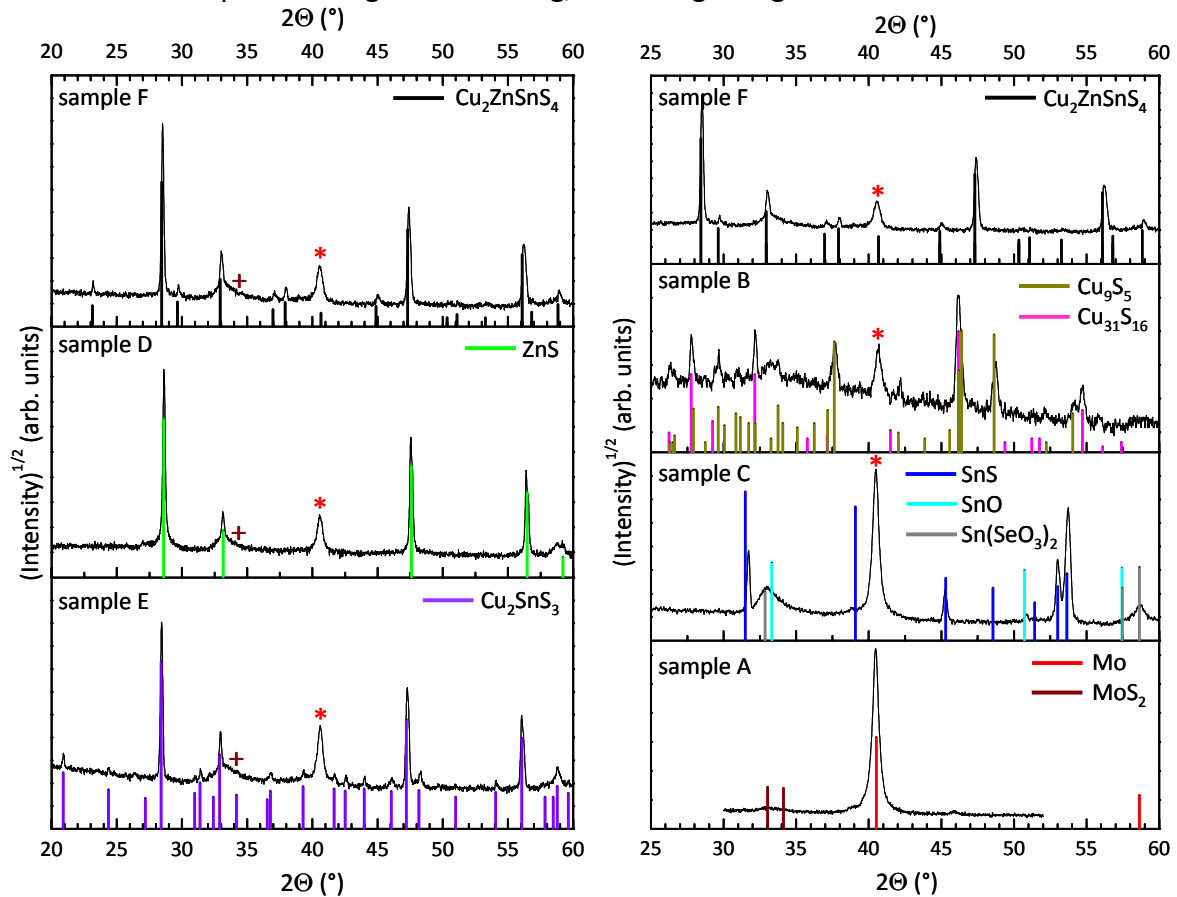 2Θ (°)
20 25 30 35 40 45 50 55 60
sample F
Cu₂ZnSnS₄
+
*
sample D
ZnS
+
*
sample E
Cu₂SnS₃
+
*
(Intensity)^1/2 (arb. units)
20 25 30 35 40 45 50 55 60
2Θ (°)
2Θ (°)
25 30 35 40 45 50 55 60
sample F
Cu₂ZnSnS₄
*
sample B
Cu₉S₅
Cu₃₁S₁₆
*
sample C
*
SnS
SnO
Sn(SeO₃)₂
sample A
Mo
MoS₂
(Intensity)^1/2 (arb. units)
25 30 35 40 45 50 55 60
2Θ (°)